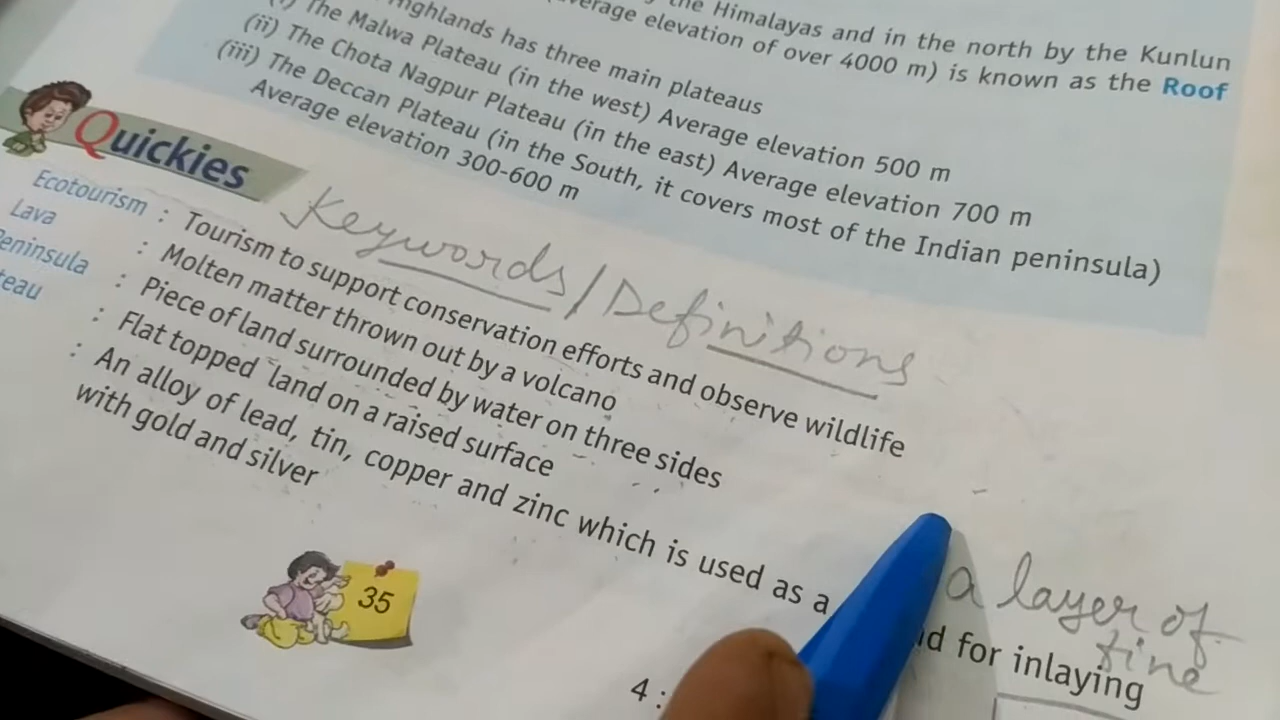 the Himalayas and in the north by the Kunlun
average elevation of over 4000 m) is known as the Roof
Highlands has three main plateaus
The Malwa Plateau (in the west) Average elevation 500 m
(ii) The Chota Nagpur Plateau (in the east) Average elevation 700 m
(iii) The Deccan Plateau (in the South, it covers most of the Indian peninsula)
Average elevation 300-600 m
Quickies
Keywords/Definitions
Ecotourism : Tourism to support conservation efforts and observe wildlife
Lava : Molten matter thrown out by a volcano
Peninsula : Piece of land surrounded by water on three sides
: Flat topped land on a raised surface
: An alloy of lead, tin, copper and zinc which is used as a
a layer of
fine
for inlaying
with gold and silver
35
4 :